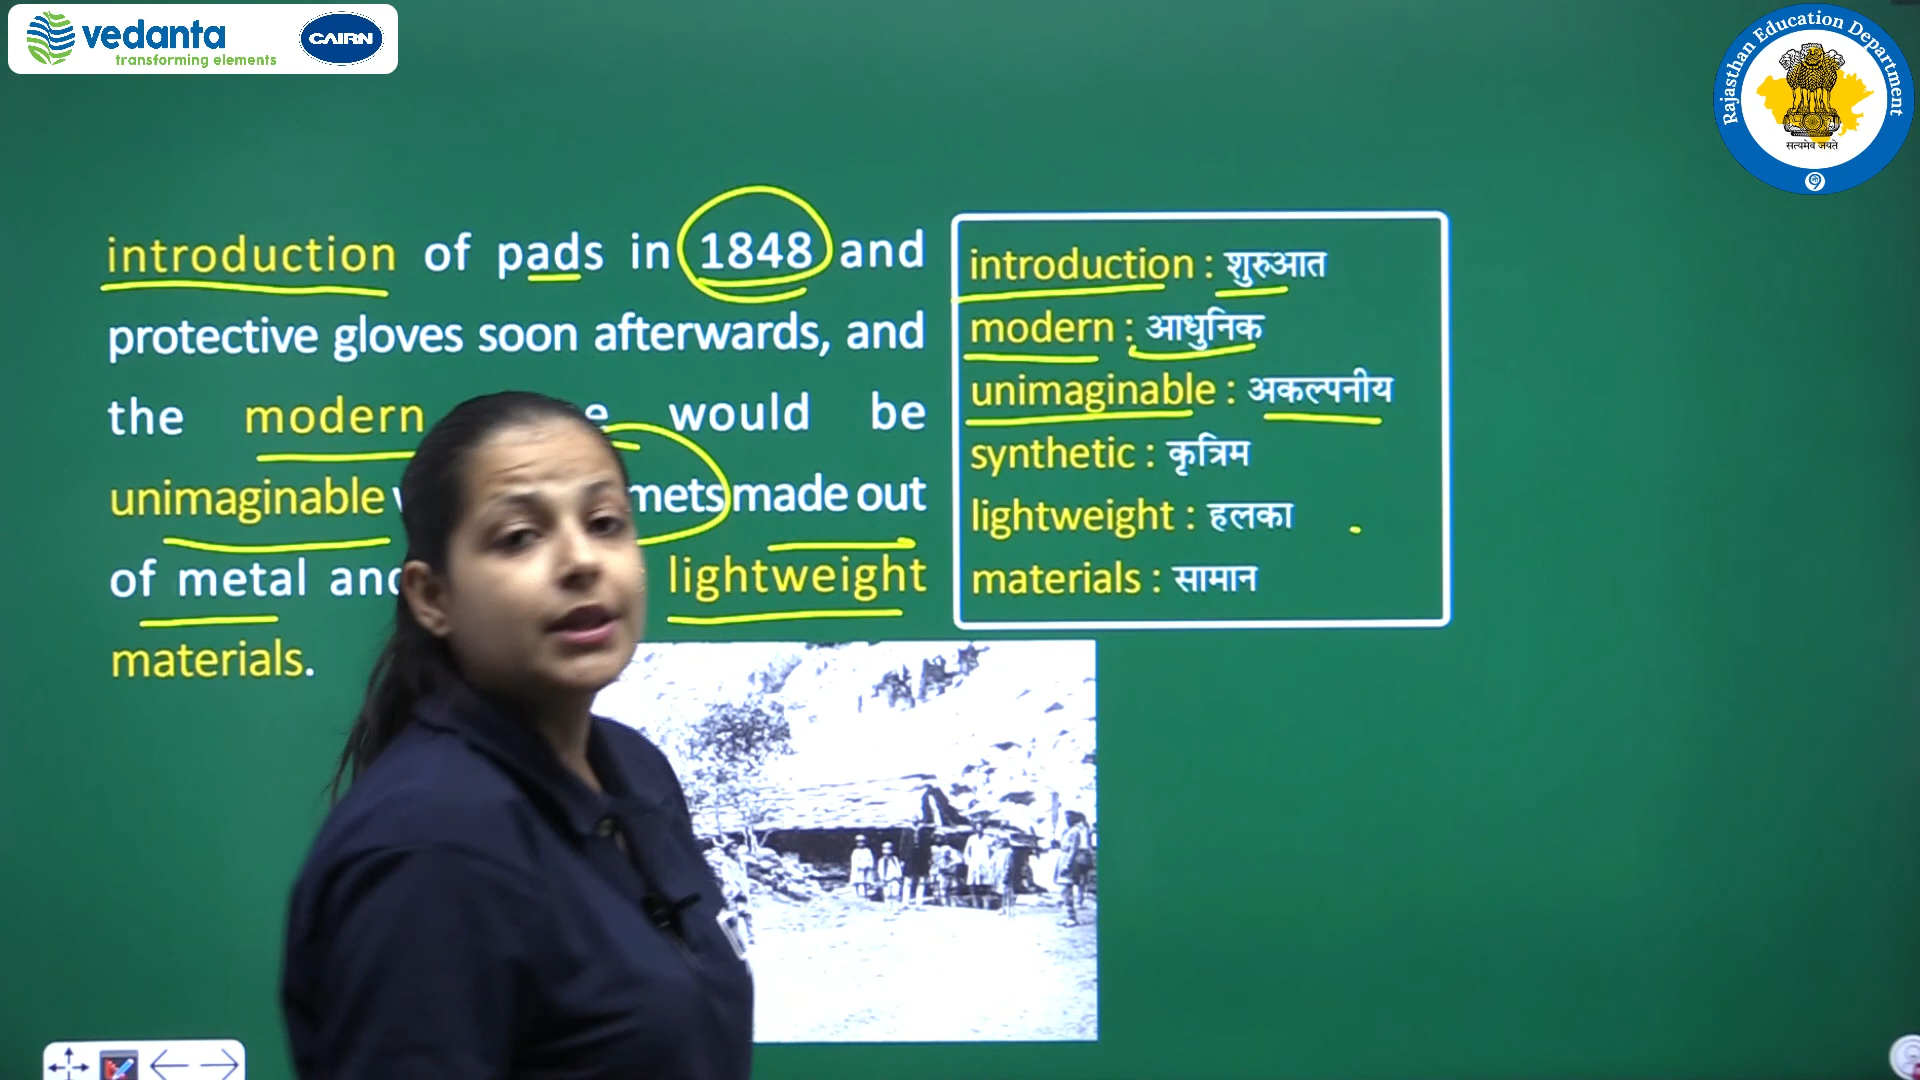 vedanta
transforming elements
CAIRN
Rajasthan Education Department
सत्यमेव जयते
introduction of pads in 1848 and
protective gloves soon afterwards, and
the modern would be
unimaginable made out
of metal and lightweight
materials.
introduction : शुरुआत
modern : आधुनिक
unimaginable : अकल्पनीय
synthetic : कृत्रिम
lightweight : हलका
materials : सामान